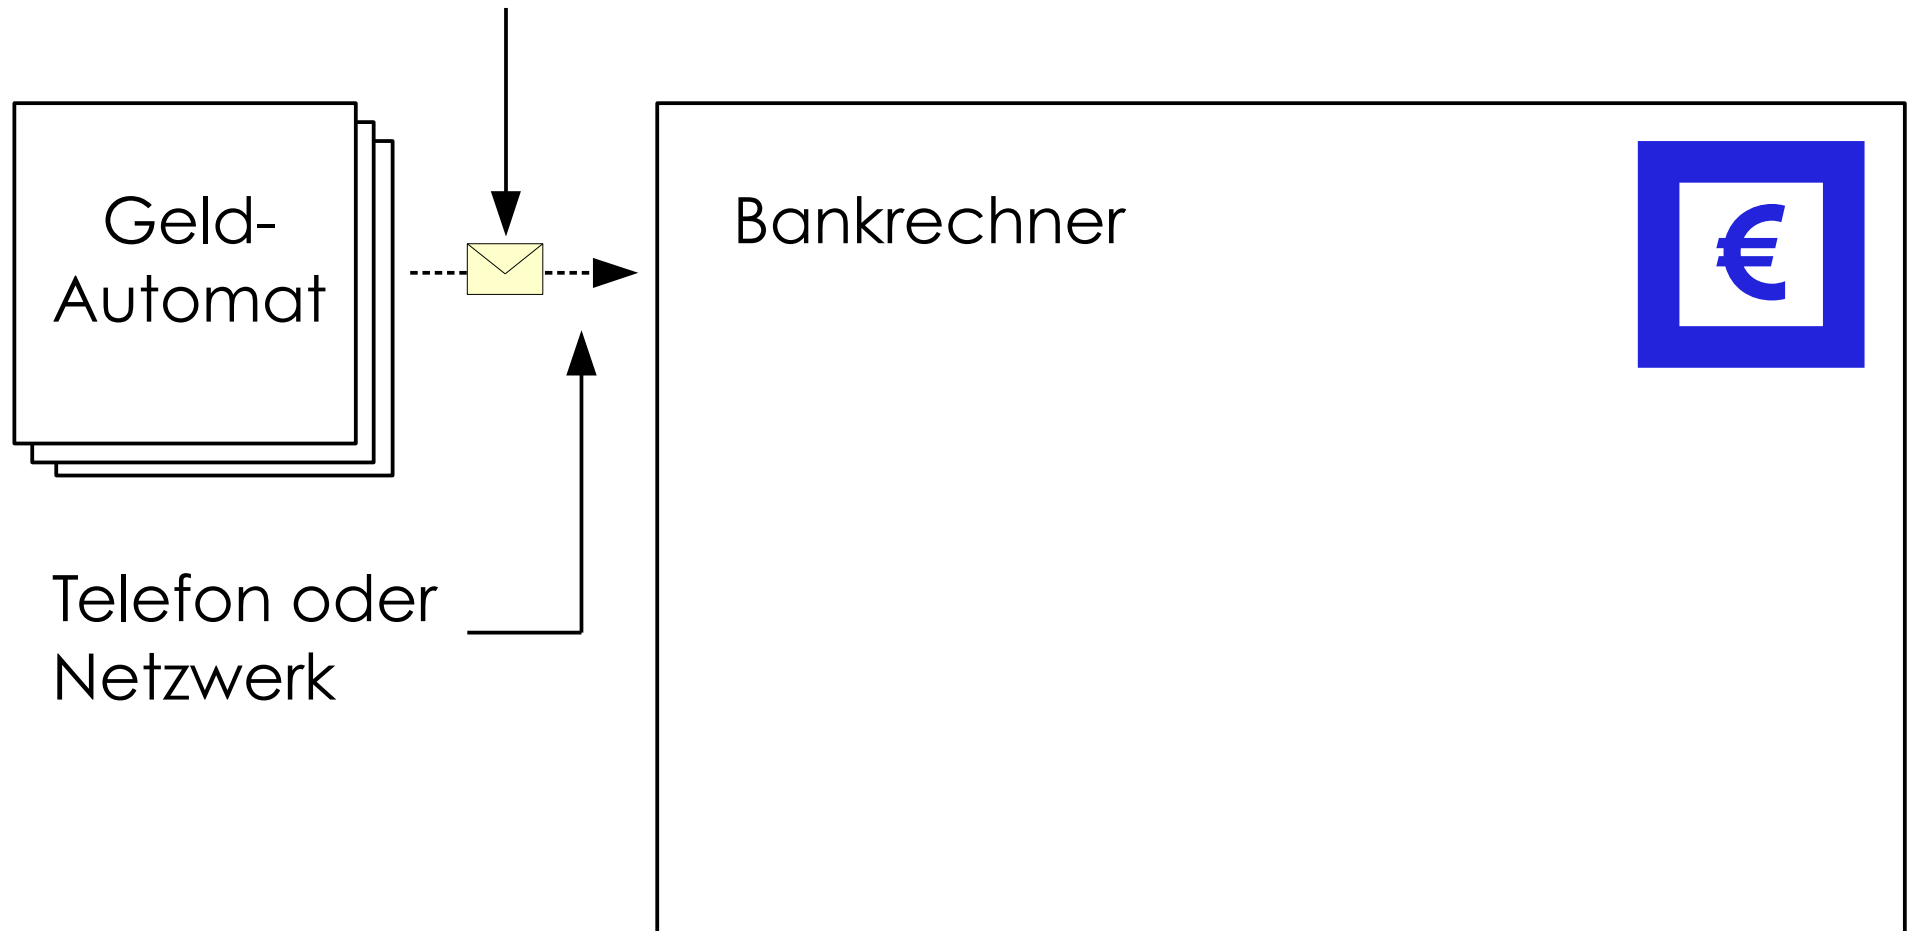 Geld-
Automat
Bankrechner
€
Telefon oder
Netzwerk